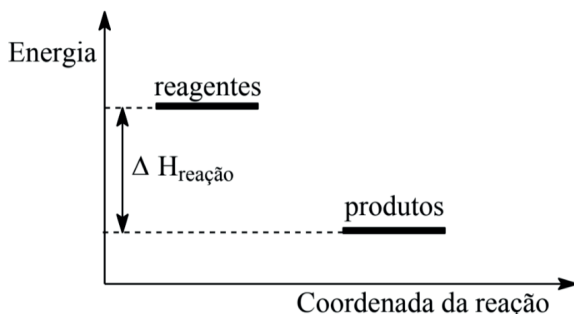 Energia
reagentes
Δ Hreação
produtos
Coordenada da reação